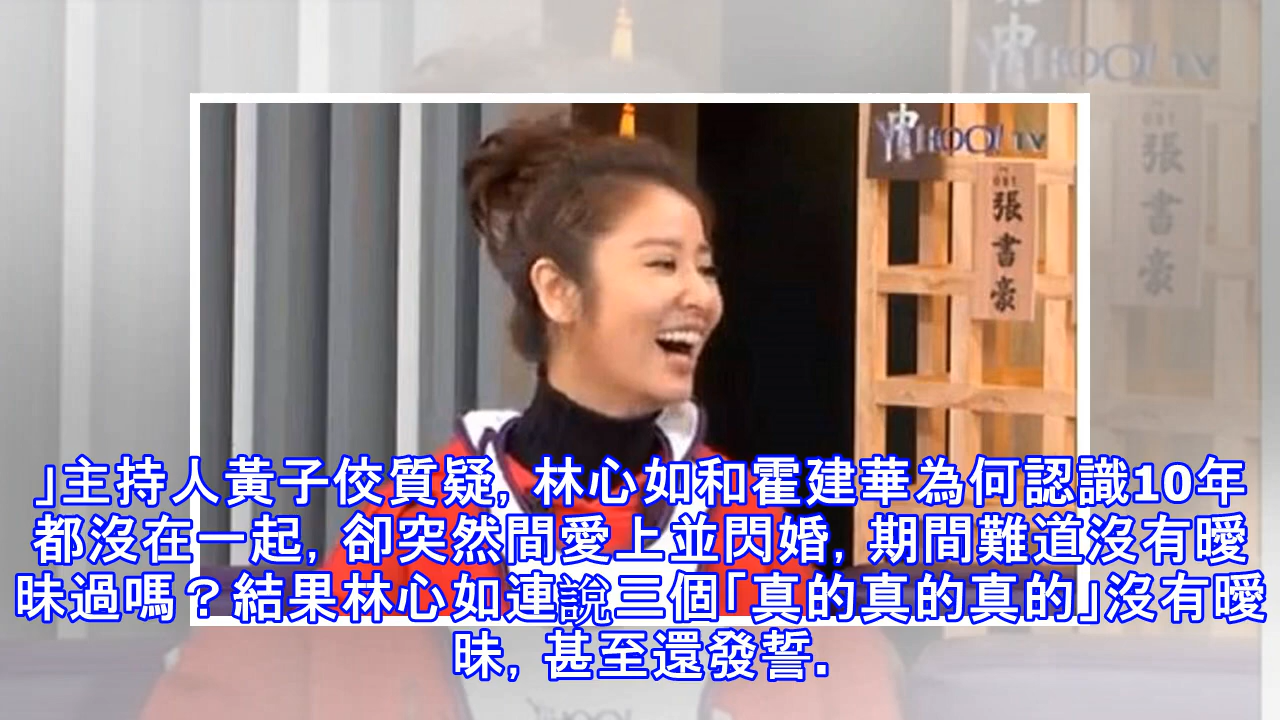 YAHOO! TV
張書豪
」主持人黃子佼質疑, 林心如和霍建華為何認識10年
都沒在一起, 卻突然間愛上並閃婚, 期間難道沒有曖
昧過嗎？結果林心如連說三個「真的真的真的」沒有曖
昧, 甚至還發誓.